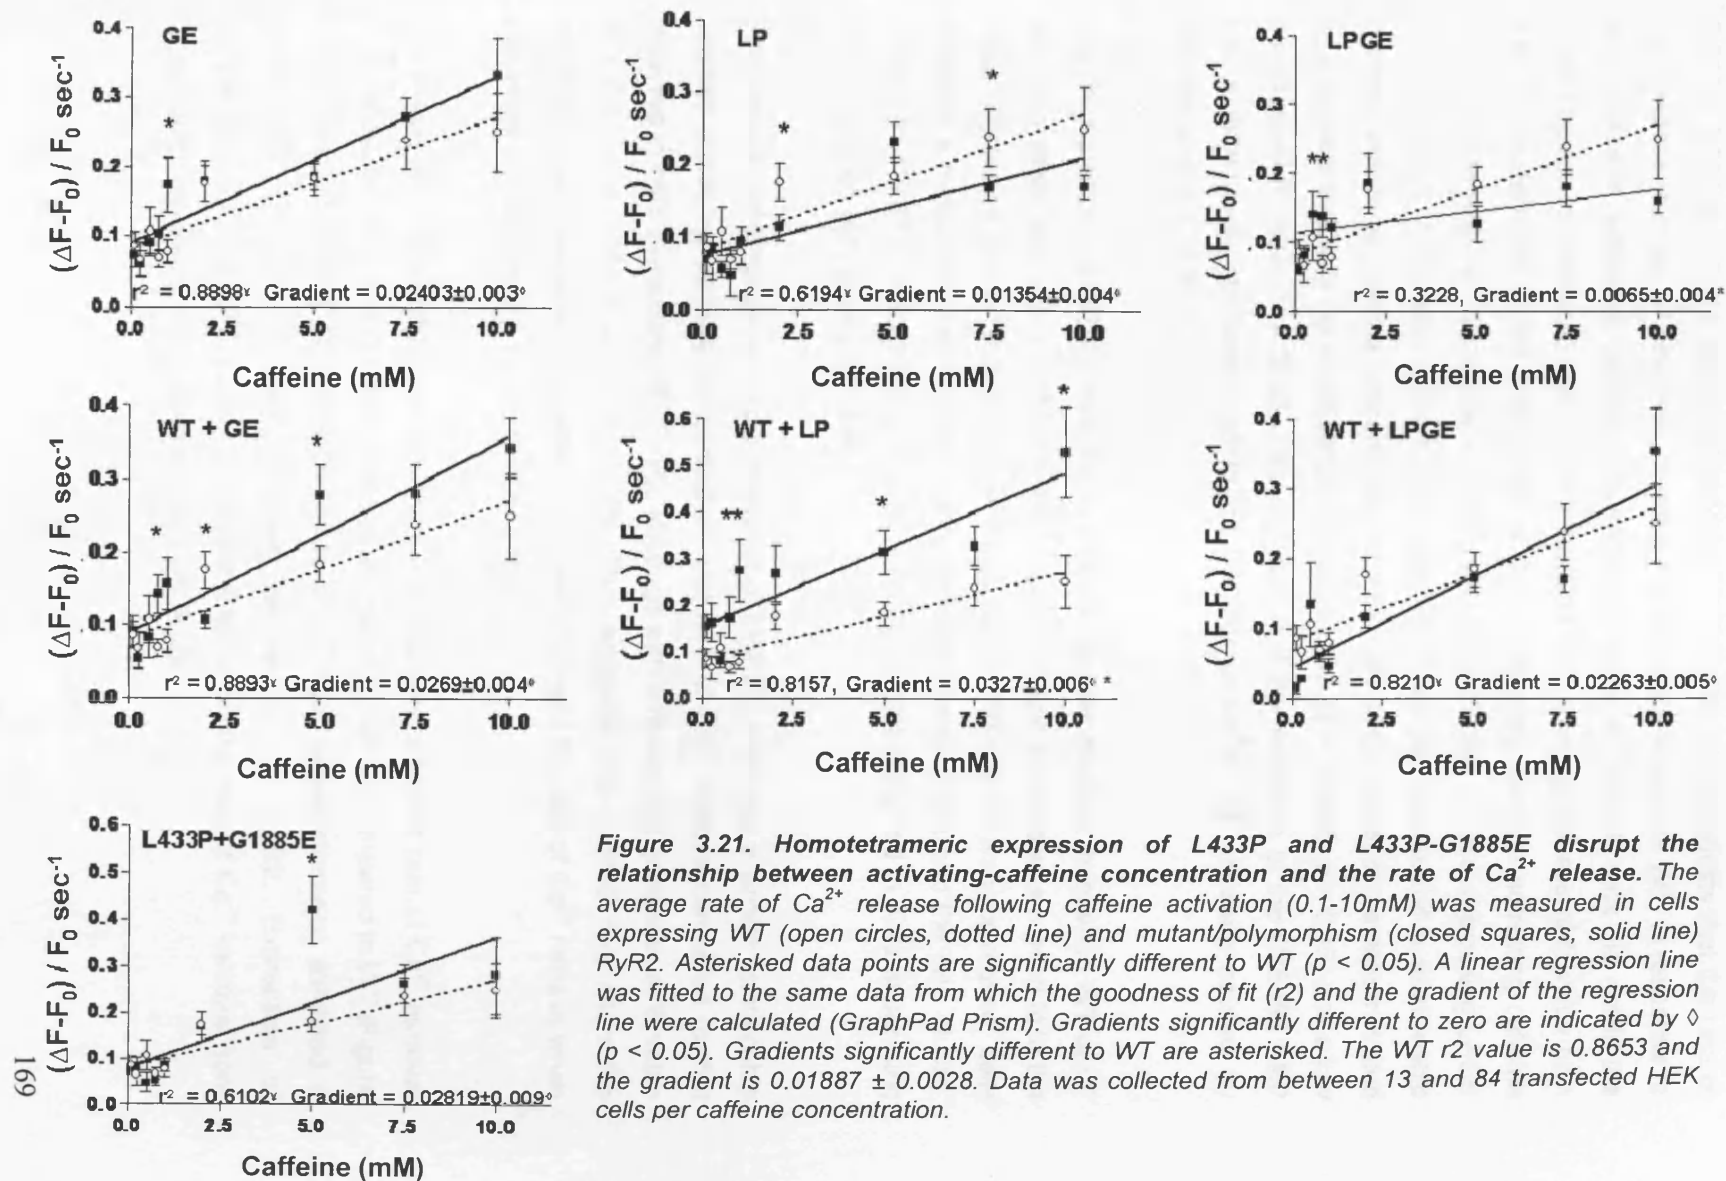 GE
(ΔF-F₀) / F₀ sec⁻¹
0.4
0.3
0.2
0.1
0.0
*
r² = 0.8898ᵞ Gradient = 0.02403±0.003◊
0.0 2.5 5.0 7.5 10.0
Caffeine (mM)
LP
(ΔF-F₀) / F₀ sec⁻¹
0.4
0.3
0.2
0.1
0.0
* *
r² = 0.6194ᵞ Gradient = 0.01354±0.004◊
0.0 2.5 5.0 7.5 10.0
Caffeine (mM)
LPGE
(ΔF-F₀) / F₀ sec⁻¹
0.4
0.3
0.2
0.1
0.0
**
r² = 0.3228, Gradient = 0.0065±0.004*
0.0 2.5 5.0 7.5 10.0
Caffeine (mM)
WT + GE
(ΔF-F₀) / F₀ sec⁻¹
0.4
0.3
0.2
0.1
0.0
* * *
r² = 0.8893ᵞ Gradient = 0.0269±0.004◊
0.0 2.5 5.0 7.5 10.0
Caffeine (mM)
WT + LP
(ΔF-F₀) / F₀ sec⁻¹
0.6
0.5
0.4
0.3
0.2
0.1
0.0
** * *
r² = 0.8157, Gradient = 0.0327±0.006◊ *
0.0 2.5 5.0 7.5 10.0
Caffeine (mM)
WT + LPGE
(ΔF-F₀) / F₀ sec⁻¹
0.4
0.3
0.2
0.1
0.0
r² = 0.8210ᵞ Gradient = 0.02263±0.005◊
0.0 2.5 5.0 7.5 10.0
Caffeine (mM)
L433P+G1885E
(ΔF-F₀) / F₀ sec⁻¹
0.6
0.5
0.4
0.3
0.2
0.1
0.0
*
r² = 0.6102ᵞ Gradient = 0.02819±0.009◊
0.0 2.5 5.0 7.5 10.0
Caffeine (mM)
Figure 3.21. Homotetrameric expression of L433P and L433P-G1885E disrupt the
relationship between activating-caffeine concentration and the rate of Ca²⁺ release. The
average rate of Ca²⁺ release following caffeine activation (0.1-10mM) was measured in cells
expressing WT (open circles, dotted line) and mutant/polymorphism (closed squares, solid line)
RyR2. Asterisked data points are significantly different to WT (p < 0.05). A linear regression line
was fitted to the same data from which the goodness of fit (r2) and the gradient of the regression
line were calculated (GraphPad Prism). Gradients significantly different to zero are indicated by ◊
(p < 0.05). Gradients significantly different to WT are asterisked. The WT r2 value is 0.8653 and
the gradient is 0.01887 ± 0.0028. Data was collected from between 13 and 84 transfected HEK
cells per caffeine concentration.
169